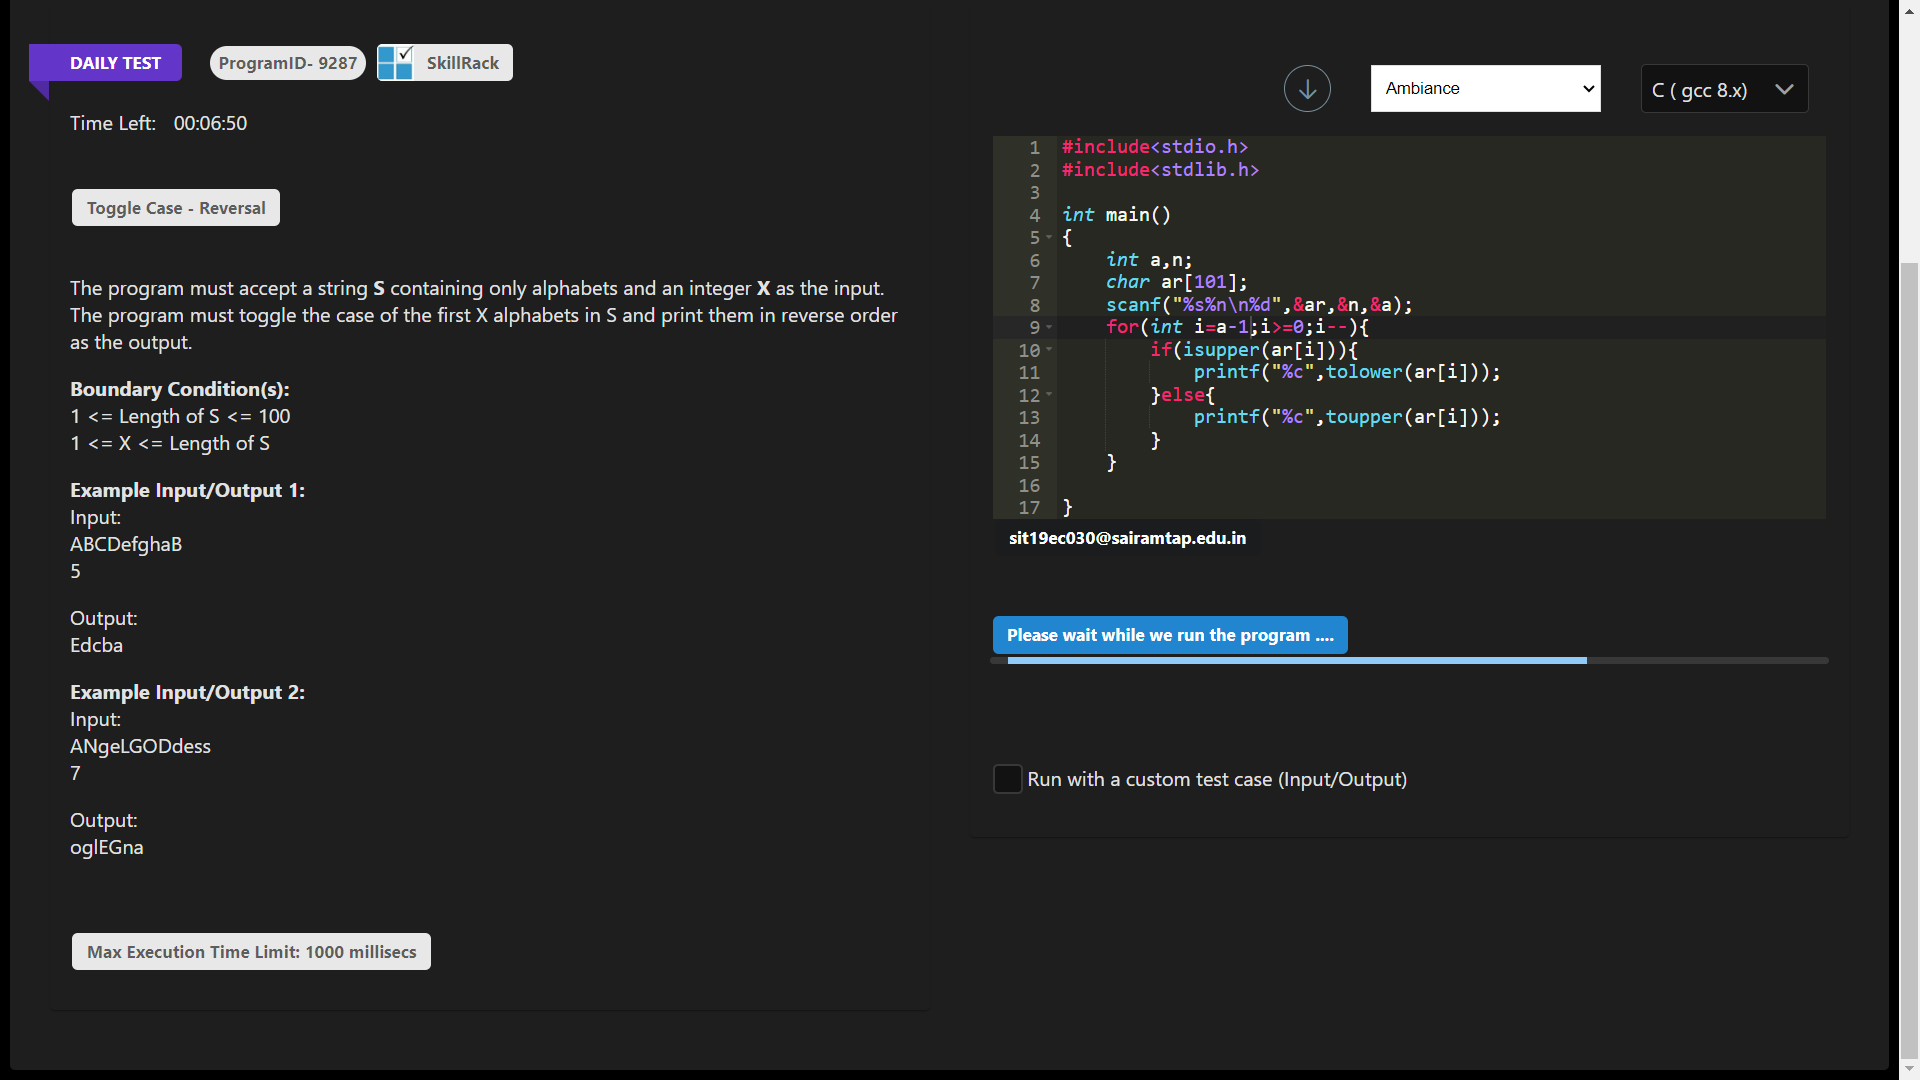 DAILY TEST
ProgramID- 9287
SkillRack
Time Left: 00:06:50
Toggle Case - Reversal
The program must accept a string S containing only alphabets and an integer X as the input.
The program must toggle the case of the first X alphabets in S and print them in reverse order
as the output.
Boundary Condition(s):
1 <= Length of S <= 100
1 <= X <= Length of S
Example Input/Output 1:
Input:
ABCDefghaB
5
Output:
Edcba
Example Input/Output 2:
Input:
ANgeLGODdess
7
Output:
oglEGna
Max Execution Time Limit: 1000 millisecs
Ambiance
C ( gcc 8.x)
1 #include<stdio.h>
2 #include<stdlib.h>
3
4 int main()
5 {
6     int a,n;
7     char ar[101];
8     scanf("%s%n\n%d",&ar,&n,&a);
9     for(int i=a-1;i>=0;i--){
10         if(isupper(ar[i])){
11             printf("%c",tolower(ar[i]));
12         }else{
13             printf("%c",toupper(ar[i]));
14         }
15     }
16
17 }
sit19ec030@sairamtap.edu.in
Please wait while we run the program ....
Run with a custom test case (Input/Output)